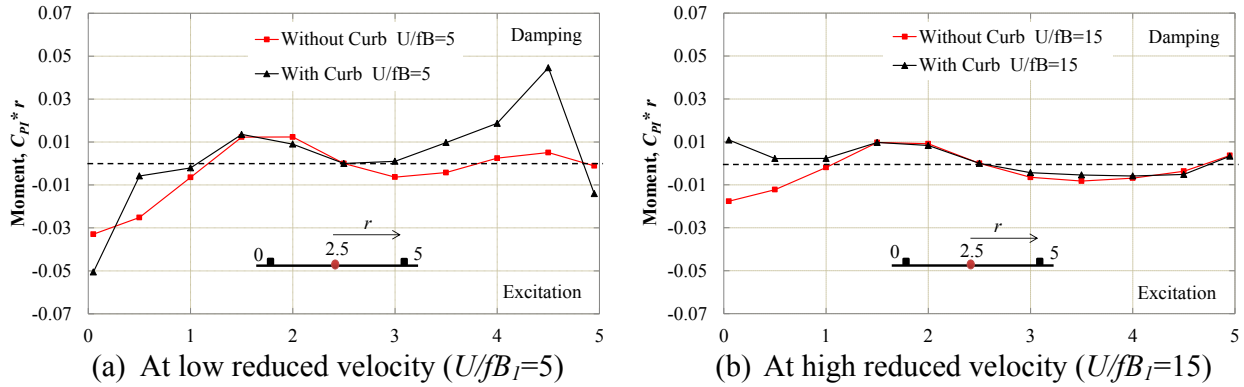 0.07
0.05
0.03
0.01
-0.01
-0.03
-0.05
-0.07
Moment, C_PI* r
Without Curb U/fB=5
With Curb U/fB=5
Damping
Excitation
r
0 2.5 5
0 1 2 3 4 5
(a) At low reduced velocity (U/fB_I=5)
0.07
0.05
0.03
0.01
-0.01
-0.03
-0.05
-0.07
Moment, C_PI* r
Without Curb U/fB=15
With Curb U/fB=15
Damping
Excitation
r
0 2.5 5
0 1 2 3 4 5
(b) At high reduced velocity (U/fB_I=15)